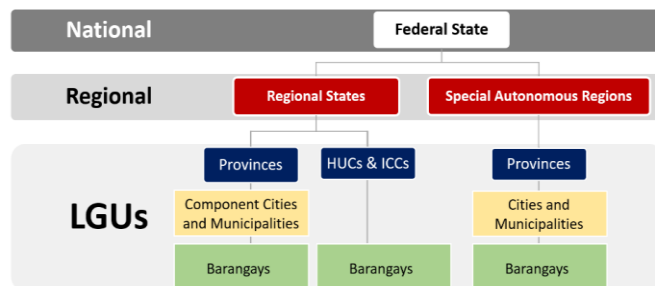 National
Federal State
Regional
Regional States
Special Autonomous Regions
LGUs
Provinces
HUCs & ICCs
Provinces
Component Cities
and Municipalities
Cities and
Municipalities
Barangays
Barangays
Barangays